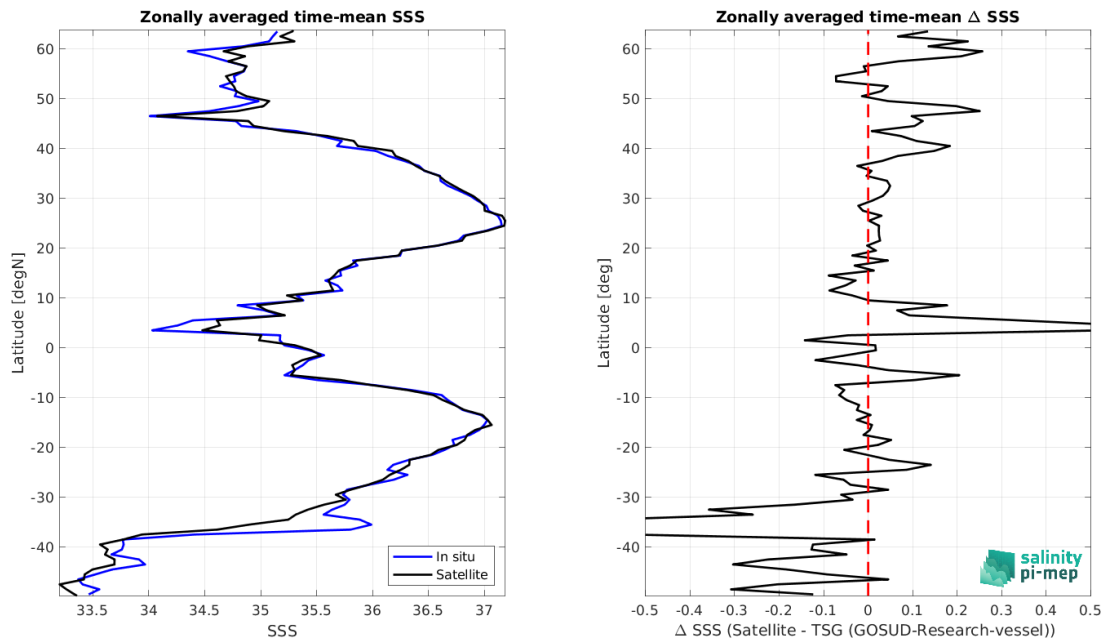 Zonally averaged time-mean SSS
60
50
40
30
20
10
0
-10
-20
-30
-40
Latitude [degN]
33.5 34 34.5 35 35.5 36 36.5 37
SSS
In situ
Satellite
Zonally averaged time-mean Δ SSS
60
50
40
30
20
10
0
-10
-20
-30
-40
Latitude [deg]
-0.5 -0.4 -0.3 -0.2 -0.1 0 0.1 0.2 0.3 0.4 0.5
Δ SSS (Satellite - TSG (GOSUD-Research-vessel))
salinity
pi-mep